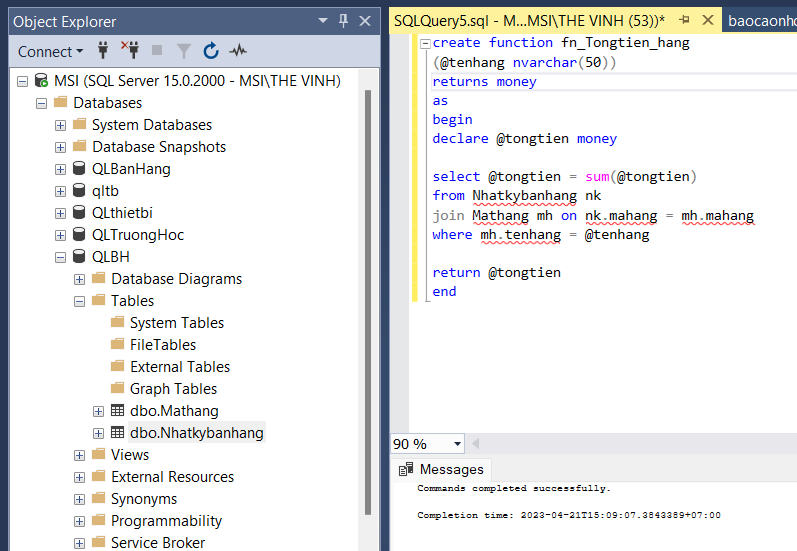 Object Explorer
Connect
MSI (SQL Server 15.0.2000 - MSI\THE VINH)
Databases
System Databases
Database Snapshots
QLBanHang
qltb
QLthietbi
QLTruongHoc
QLBH
Database Diagrams
Tables
System Tables
FileTables
External Tables
Graph Tables
dbo.Mathang
dbo.Nhatkybanhang
Views
External Resources
Synonyms
Programmability
Service Broker
SQLQuery5.sql - M...MSI\THE VINH (53))*
baocaonho
create function fn_Tongtien_hang
(@tenhang nvarchar(50))
returns money
as
begin
declare @tongtien money
select @tongtien = sum(@tongtien)
from Nhatkybanhang nk
join Mathang mh on nk.mahang = mh.mahang
where mh.tenhang = @tenhang
return @tongtien
end
90 %
Messages
Commands completed successfully.
Completion time: 2023-04-21T15:09:07.3843389+07:00